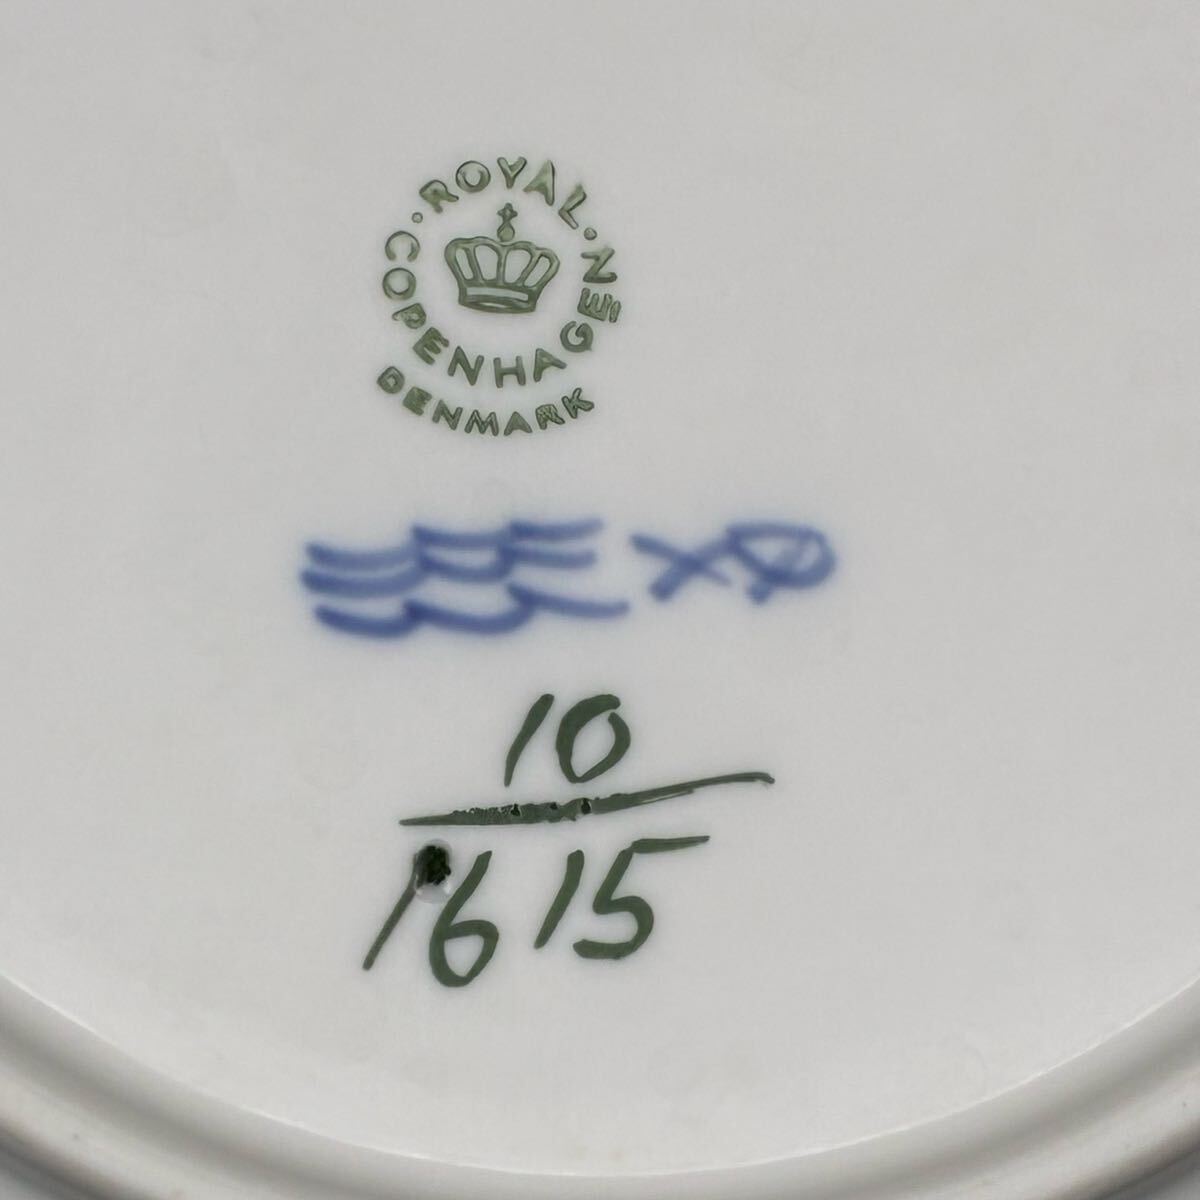 ROYAL
COPENHAGEN
DENMARK
10
1615